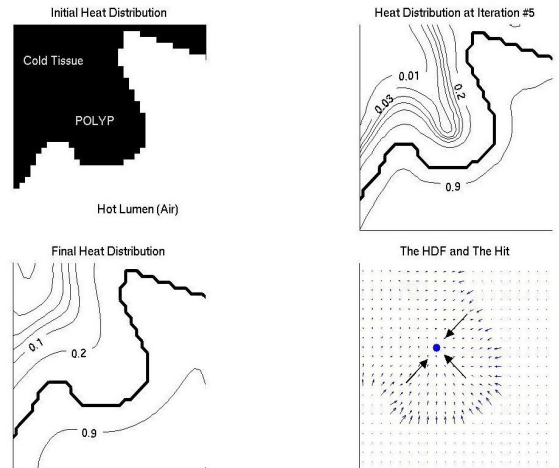 Initial Heat Distribution
Cold Tissue
POLYP
Hot Lumen (Air)
Heat Distribution at Iteration #5
0.01
0.03
0.2
0.9
Final Heat Distribution
0.1
0.2
0.9
The HDF and The Hit